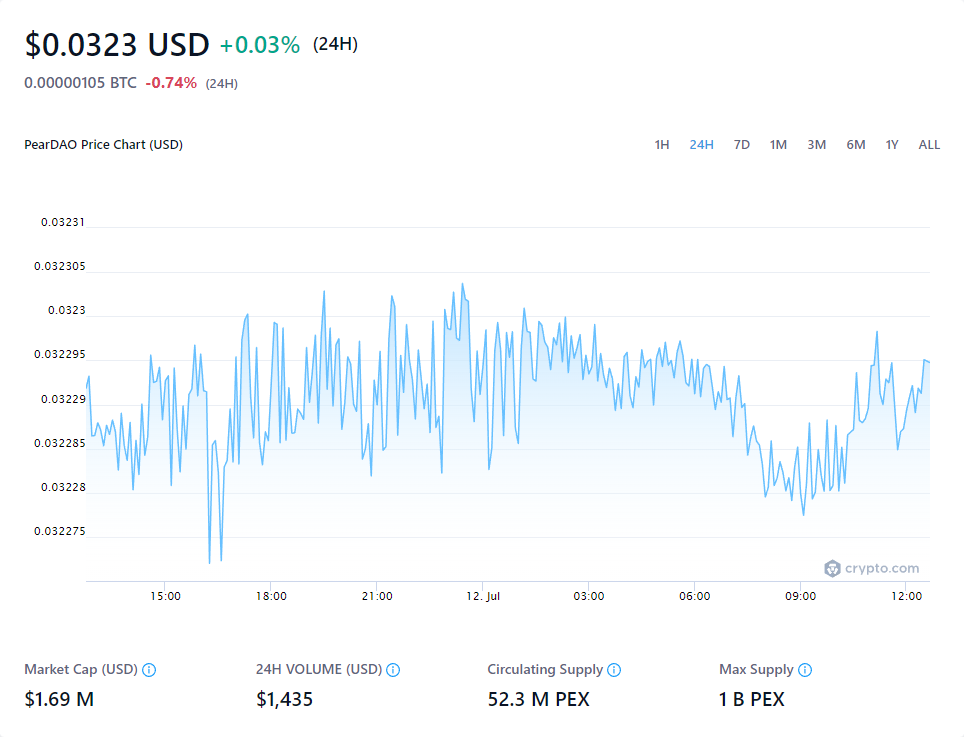 $0.0323 USD +0.03% (24H)
0.00000105 BTC -0.74% (24H)
PearDAO Price Chart (USD) 1H 24H 7D 1M 3M 6M 1Y ALL
0.03231
0.032305
0.0323
0.032295
0.03229
0.032285
0.03228
0.032275
crypto.com
15:00 18:00 21:00 12. Jul 03:00 06:00 09:00 12:00
Market Cap (USD) 24H VOLUME (USD) Circulating Supply Max Supply
$1.69 M $1,435 52.3 M PEX 1 B PEX